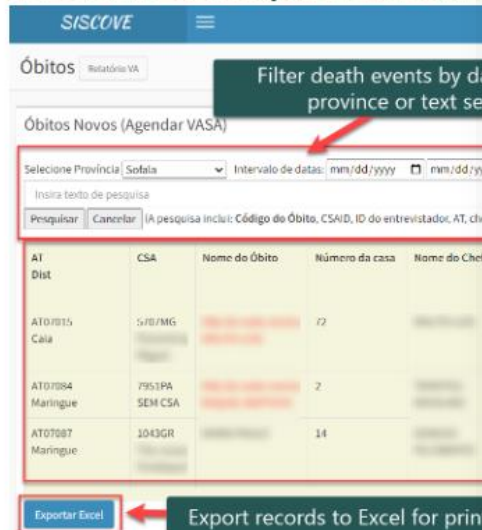 SISCOVE
Óbitos Relatório VA
Filter death events by da
province or text se
Óbitos Novos (Agendar VASA)
Selecione Província Sofala Intervalo de datas: mm/dd/yyyy mm/dd/yy
Insira texto de pesquisa
Pesquisar Cancelar (A pesquisa inclui: Código do Óbito, CSAID, ID do entrevistador, AT, che
AT CSA Nome do Óbito Número da casa Nome do Chef
Dist
AT07015 5707MG 72
Caia
AT07084 7951PA 2
Maringue SEM CSA
AT07087 1043GR 14
Maringue
Exportar Excel
Export records to Excel for prin